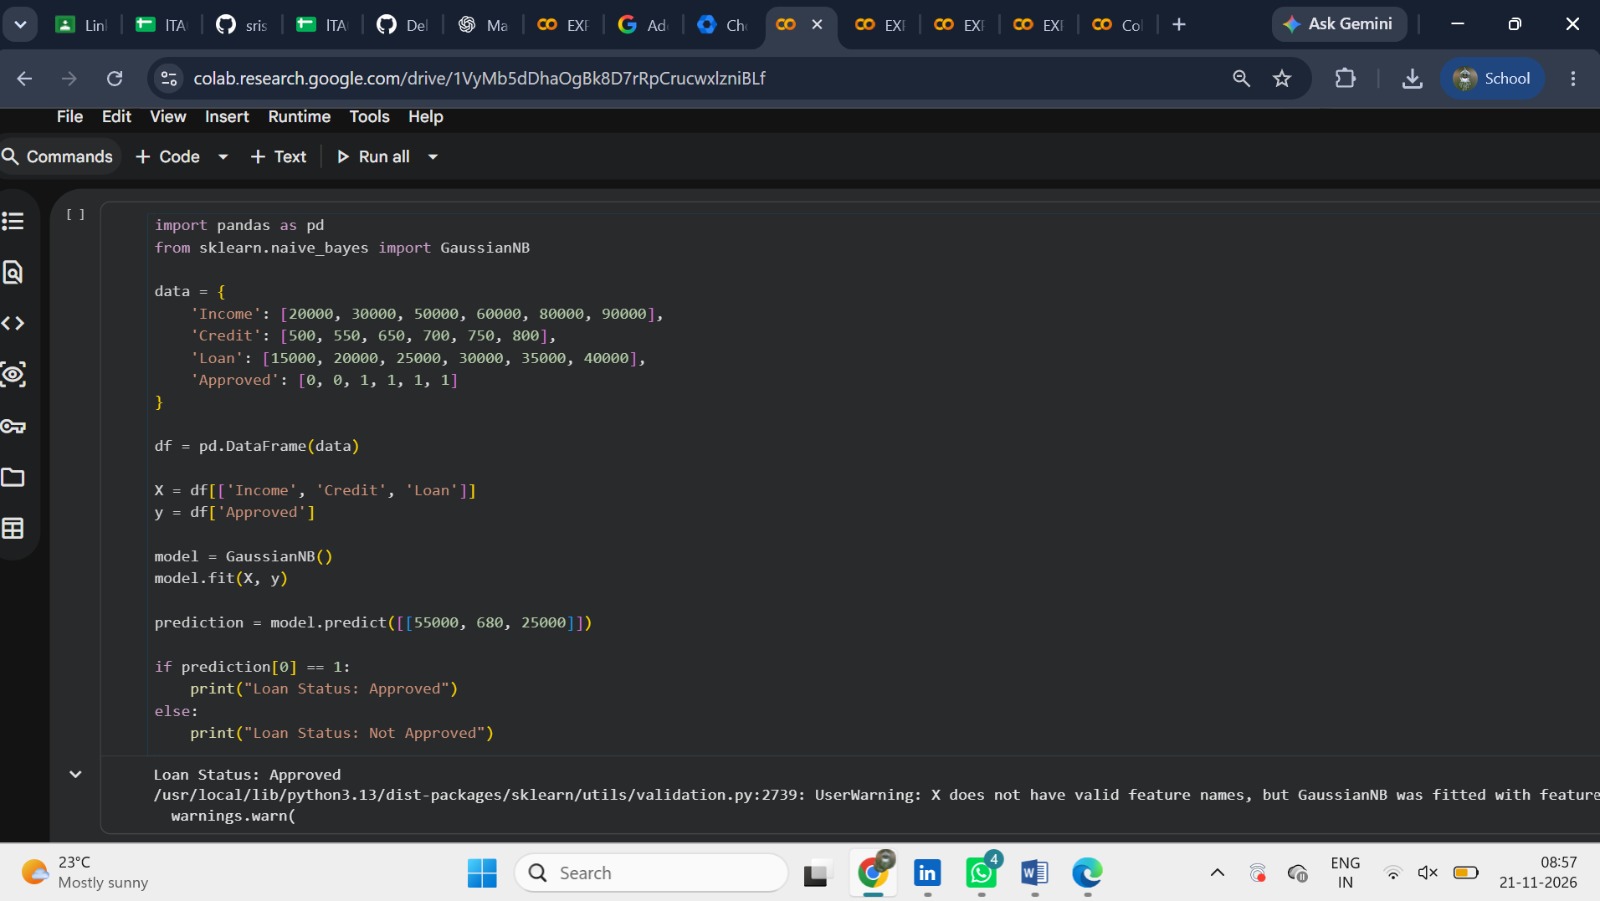 Lin
ITA
sris
ITA
Del
Ma
EXP
Ad
Ch
EXP
EXP
EXP
Co
Ask Gemini
colab.research.google.com/drive/1VyMb5dDhaOgBk8D7rRpCrucwxlzniBLf
School
File Edit View Insert Runtime Tools Help
Commands + Code + Text Run all
[ ]
import pandas as pd
from sklearn.naive_bayes import GaussianNB
data = {
'Income': [20000, 30000, 50000, 60000, 80000, 90000],
'Credit': [500, 550, 650, 700, 750, 800],
'Loan': [15000, 20000, 25000, 30000, 35000, 40000],
'Approved': [0, 0, 1, 1, 1, 1]
}
df = pd.DataFrame(data)
X = df[['Income', 'Credit', 'Loan']]
y = df['Approved']
model = GaussianNB()
model.fit(X, y)
prediction = model.predict([[55000, 680, 25000]])
if prediction[0] == 1:
print("Loan Status: Approved")
else:
print("Loan Status: Not Approved")
Loan Status: Approved
/usr/local/lib/python3.13/dist-packages/sklearn/utils/validation.py:2739: UserWarning: X does not have valid feature names, but GaussianNB was fitted with feature
warnings.warn(
23°C
Mostly sunny
Search
4
ENG
IN
08:57
21-11-2026